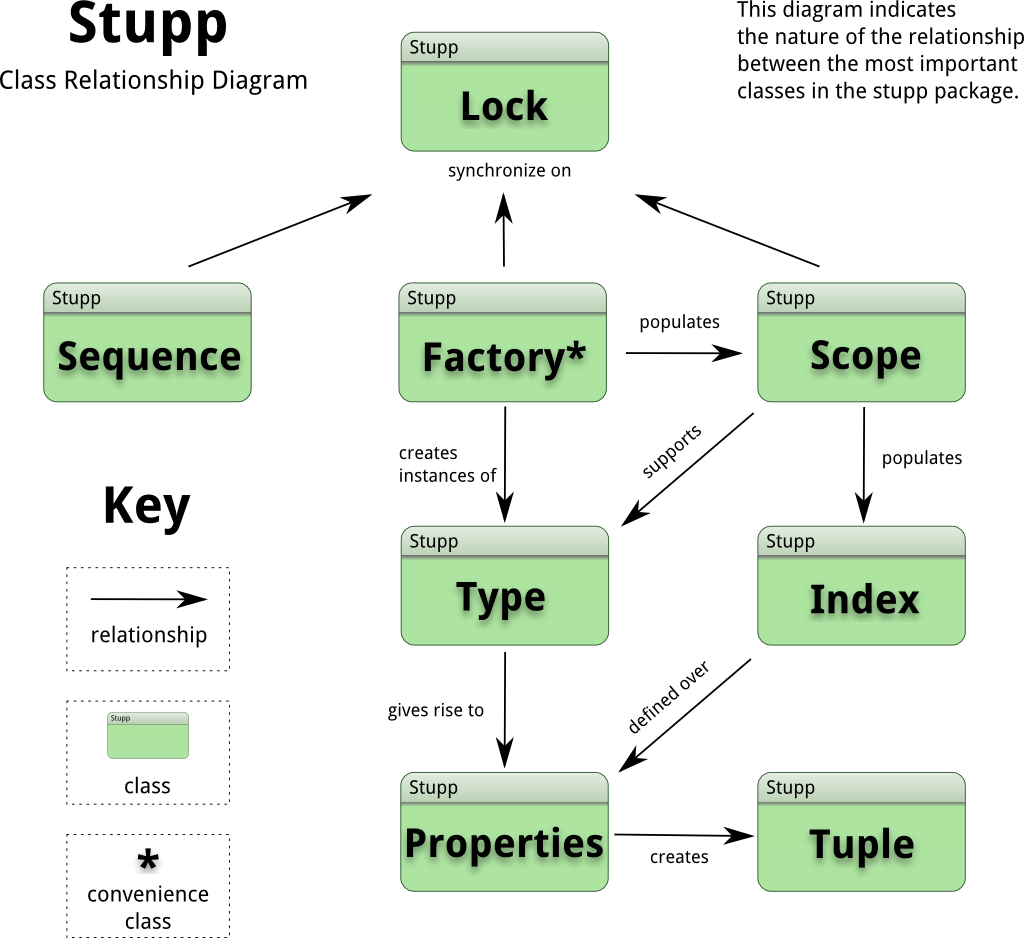 Stupp
Class Relationship Diagram
This diagram indicates
the nature of the relationship
between the most important
classes in the stupp package.
Stupp
Lock
synchronize on
Stupp
Sequence
Stupp
Factory*
populates
Stupp
Scope
creates
instances of
supports
populates
Key
relationship
Stupp
class
*
convenience
class
Stupp
Type
Stupp
Index
gives rise to
defined over
Stupp
Properties
creates
Stupp
Tuple